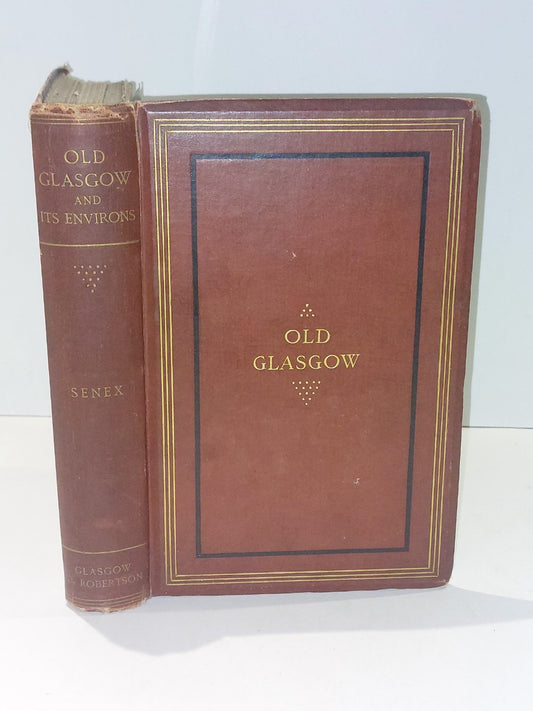 OLD
GLASGOW
AND
ITS ENVIRONS
SENEX
GLASGOW
ROBERTSON
OLD
GLASGOW